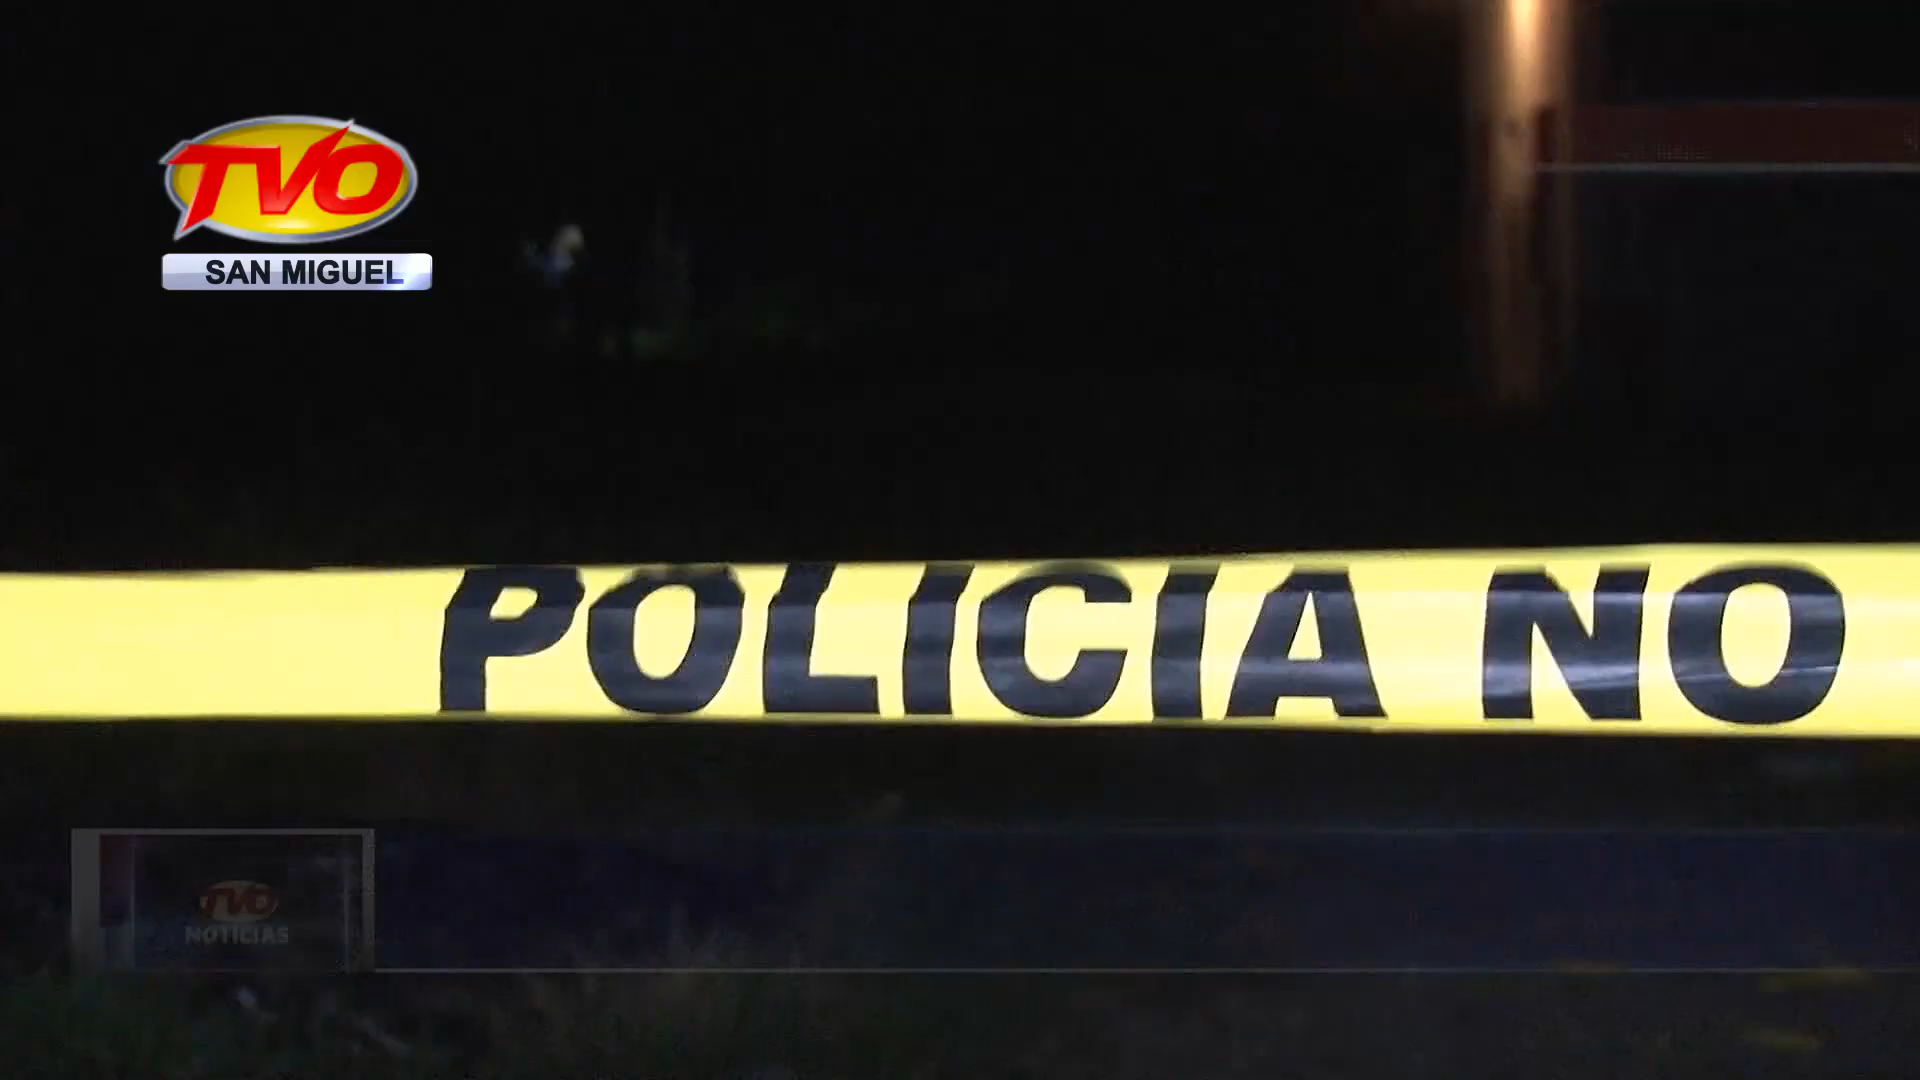 TVO
SAN MIGUEL
POLICIA NO
TVO
NOTICIAS